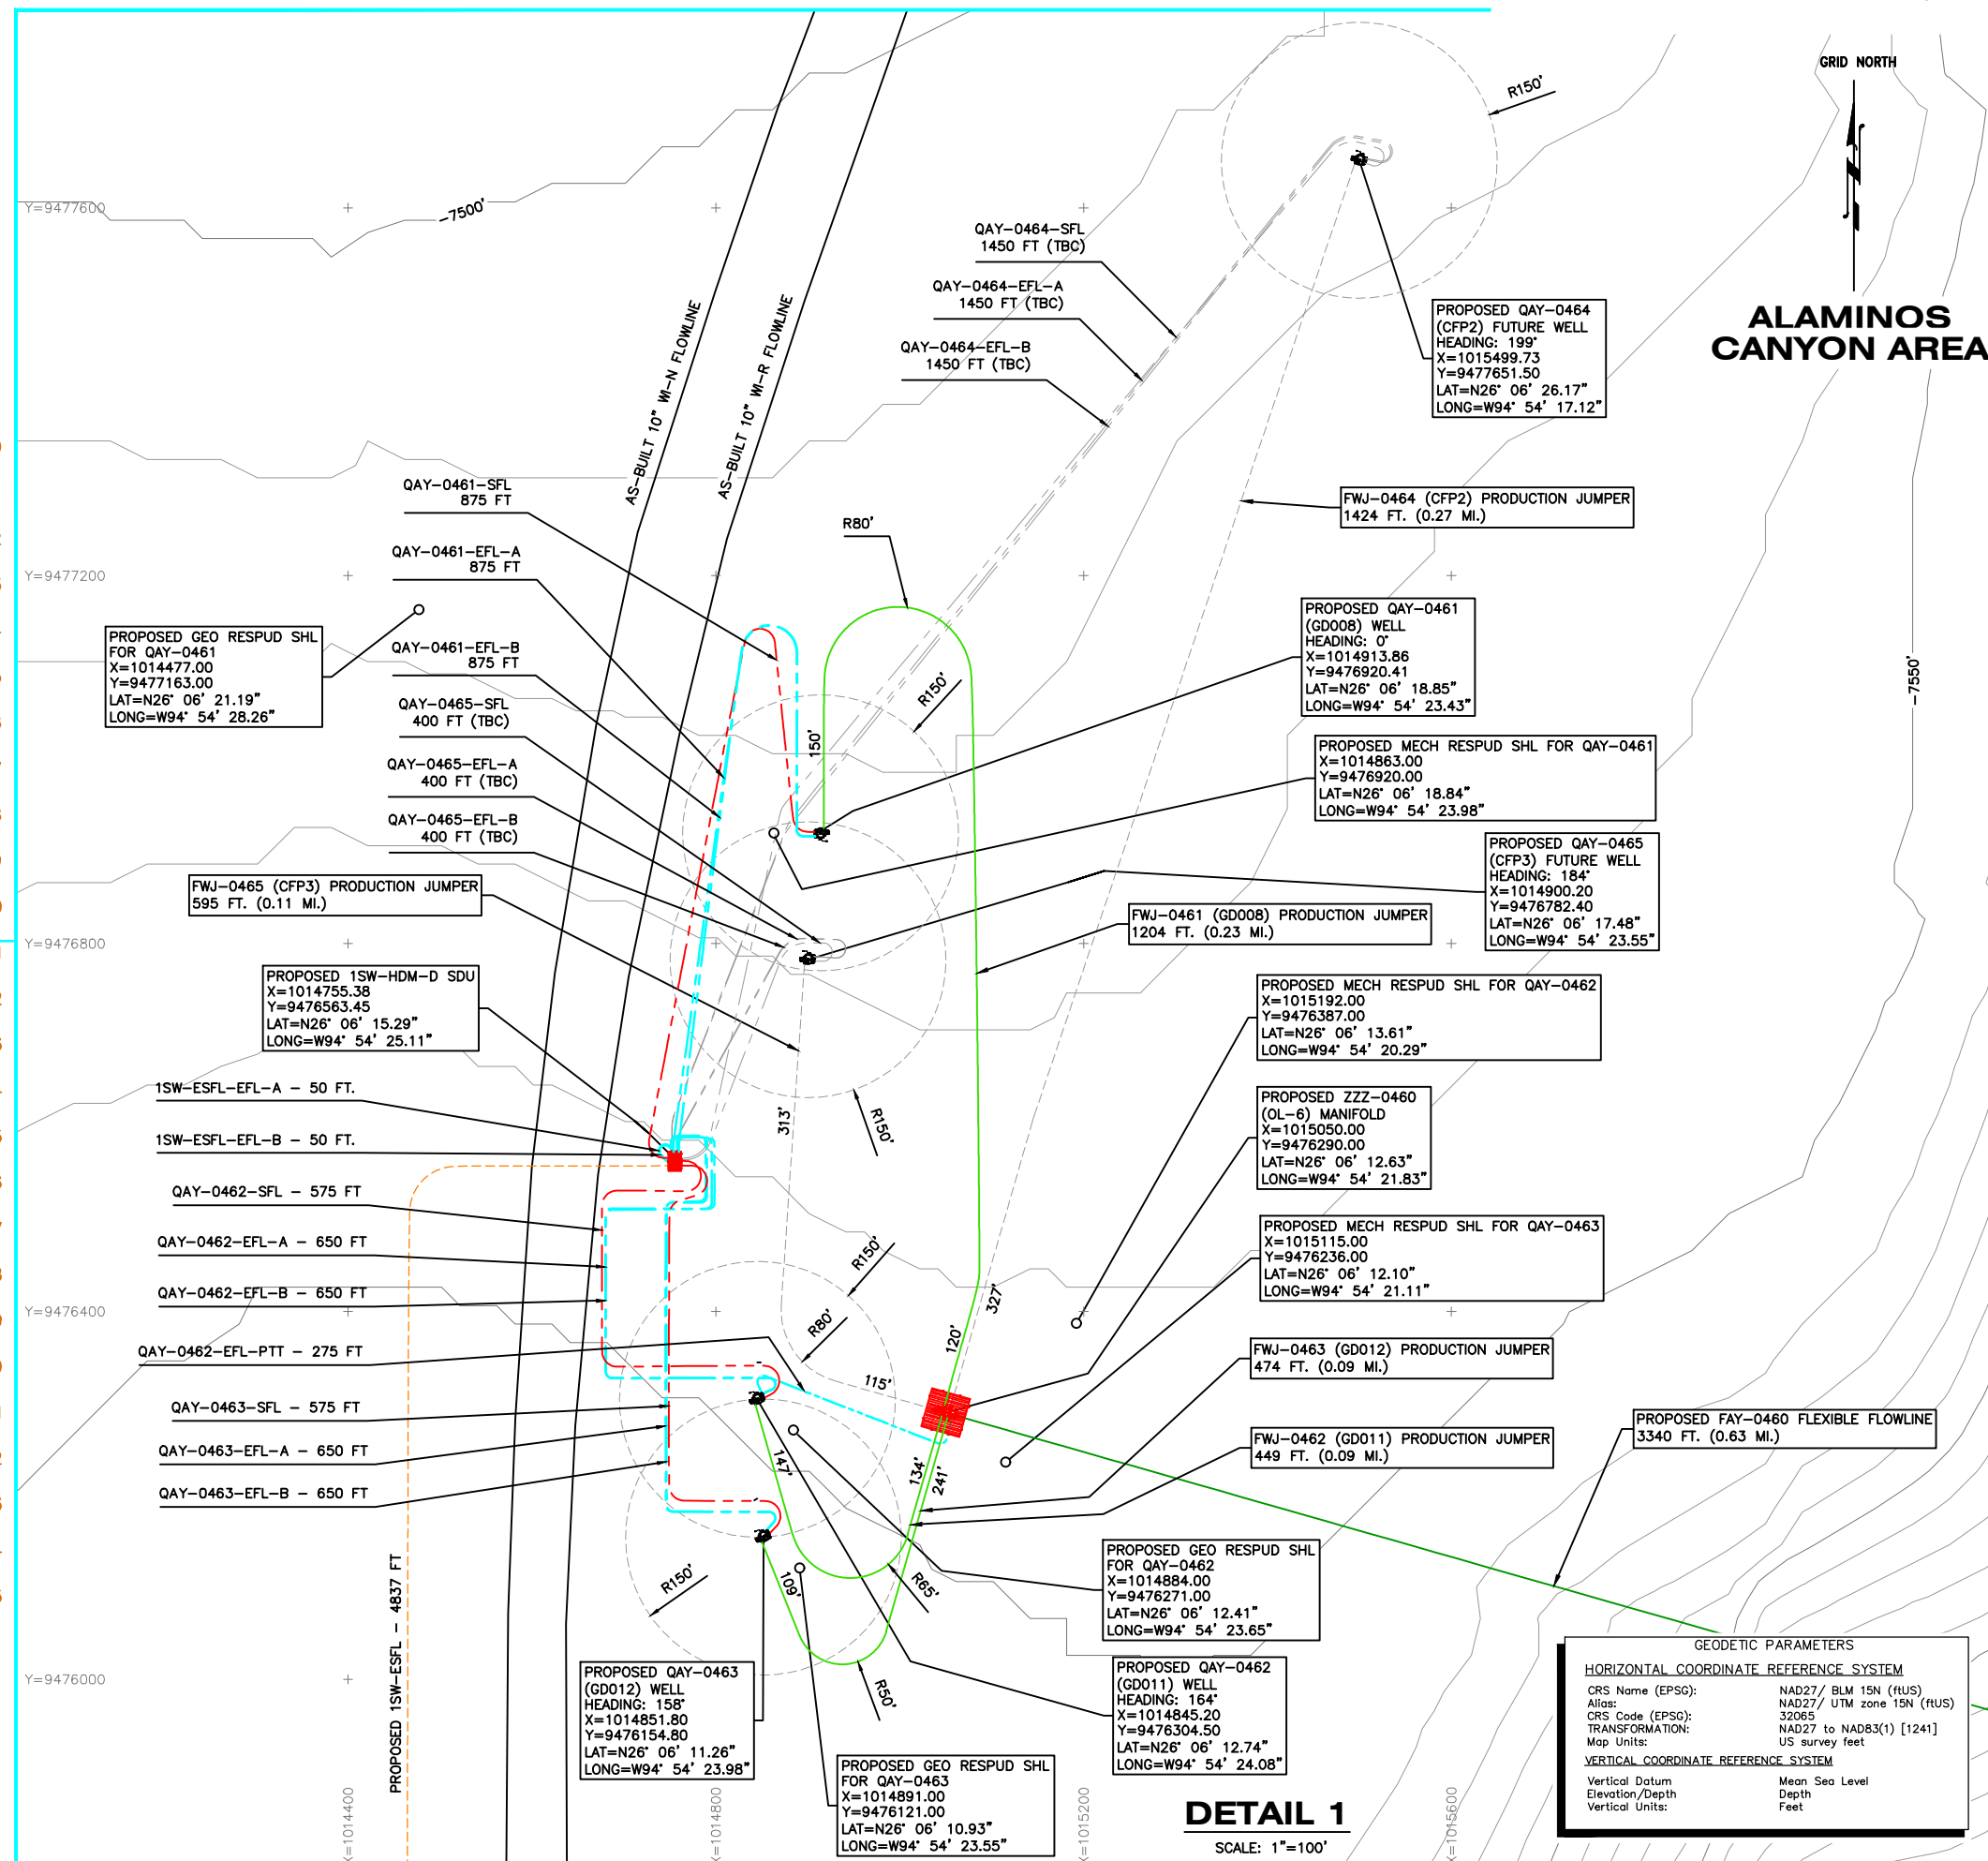 GRID NORTH
ALAMINOS
CANYON AREA
R150'
Y=9477600
-7500'
QAY-0464-SFL
1450 FT (TBC)
QAY-0464-EFL-A
1450 FT (TBC)
QAY-0464-EFL-B
1450 FT (TBC)
PROPOSED QAY-0464
(CFP2) FUTURE WELL
HEADING: 199°
X=1015499.73
Y=9477651.50
LAT=N26° 06' 26.17"
LONG=W94° 54' 17.12"
AS-BUILT 10" WI-N FLOWLINE
AS-BUILT 10" WI-R FLOWLINE
QAY-0461-SFL
875 FT
R80'
FWJ-0464 (CFP2) PRODUCTION JUMPER
1424 FT. (0.27 MI.)
QAY-0461-EFL-A
875 FT
Y=9477200
PROPOSED GEO RESPUD SHL
FOR QAY-0461
X=1014477.00
Y=9477163.00
LAT=N26° 06' 21.19"
LONG=W94° 54' 28.26"
QAY-0461-EFL-B
875 FT
PROPOSED QAY-0461
(GD008) WELL
HEADING: 0°
X=1014913.86
Y=9476920.41
LAT=N26° 06' 18.85"
LONG=W94° 54' 23.43"
-7550'
R150'
150'
QAY-0465-SFL
400 FT (TBC)
QAY-0465-EFL-A
400 FT (TBC)
QAY-0465-EFL-B
400 FT (TBC)
PROPOSED MECH RESPUD SHL FOR QAY-0461
X=1014863.00
Y=9476920.00
LAT=N26° 06' 18.84"
LONG=W94° 54' 23.98"
PROPOSED QAY-0465
(CFP3) FUTURE WELL
HEADING: 184°
X=1014900.20
Y=9476782.40
LAT=N26° 06' 17.48"
LONG=W94° 54' 23.55"
FWJ-0465 (CFP3) PRODUCTION JUMPER
595 FT. (0.11 MI.)
FWJ-0461 (GD008) PRODUCTION JUMPER
1204 FT. (0.23 MI.)
Y=9476800
PROPOSED 1SW-HDM-D SDU
X=1014755.38
Y=9476563.45
LAT=N26° 06' 15.29"
LONG=W94° 54' 25.11"
PROPOSED MECH RESPUD SHL FOR QAY-0462
X=1015192.00
Y=9476387.00
LAT=N26° 06' 13.61"
LONG=W94° 54' 20.29"
1SW-ESFL-EFL-A - 50 FT.
1SW-ESFL-EFL-B - 50 FT.
313'
R150'
PROPOSED ZZZ-0460
(OL-6) MANIFOLD
X=1015050.00
Y=9476290.00
LAT=N26° 06' 12.63"
LONG=W94° 54' 21.83"
QAY-0462-SFL - 575 FT
QAY-0462-EFL-A - 650 FT
QAY-0462-EFL-B - 650 FT
PROPOSED MECH RESPUD SHL FOR QAY-0463
X=1015115.00
Y=9476236.00
LAT=N26° 06' 12.10"
LONG=W94° 54' 21.11"
R150'
R80'
327'
120'
115'
Y=9476400
QAY-0462-EFL-PTT - 275 FT
FWJ-0463 (GD012) PRODUCTION JUMPER
474 FT. (0.09 MI.)
QAY-0463-SFL - 575 FT
QAY-0463-EFL-A - 650 FT
QAY-0463-EFL-B - 650 FT
FWJ-0462 (GD011) PRODUCTION JUMPER
449 FT. (0.09 MI.)
PROPOSED FAY-0460 FLEXIBLE FLOWLINE
3340 FT. (0.63 MI.)
147'
134'
241'
R65'
109'
R150'
R50'
PROPOSED 1SW-ESFL - 4837 FT
PROPOSED GEO RESPUD SHL
FOR QAY-0462
X=1014884.00
Y=9476271.00
LAT=N26° 06' 12.41"
LONG=W94° 54' 23.65"
Y=9476000
PROPOSED QAY-0463
(GD012) WELL
HEADING: 158°
X=1014851.80
Y=9476154.80
LAT=N26° 06' 11.26"
LONG=W94° 54' 23.98"
PROPOSED QAY-0462
(GD011) WELL
HEADING: 164°
X=1014845.20
Y=9476304.50
LAT=N26° 06' 12.74"
LONG=W94° 54' 24.08"
PROPOSED GEO RESPUD SHL
FOR QAY-0463
X=1014891.00
Y=9476121.00
LAT=N26° 06' 10.93"
LONG=W94° 54' 23.55"
X=1014400
X=1014800
X=1015200
X=1015600
DETAIL 1
SCALE: 1"=100'
GEODETIC PARAMETERS
HORIZONTAL COORDINATE REFERENCE SYSTEM
CRS Name (EPSG): NAD27/ BLM 15N (ftUS)
Alias: NAD27/ UTM zone 15N (ftUS)
CRS Code (EPSG): 32065
TRANSFORMATION: NAD27 to NAD83(1) [1241]
Map Units: US survey feet
VERTICAL COORDINATE REFERENCE SYSTEM
Vertical Datum Mean Sea Level
Elevation/Depth Depth
Vertical Units: Feet